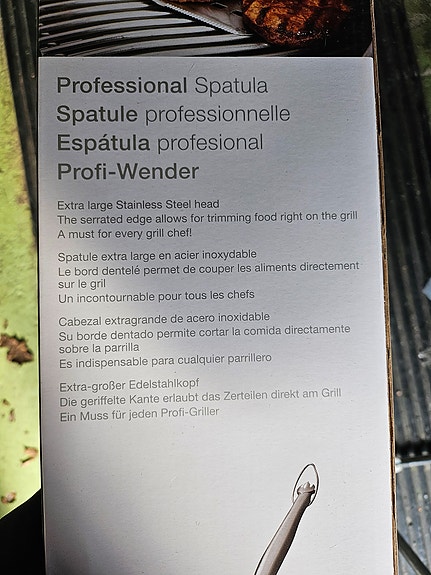 Professional Spatula
Spatule professionnelle
Espátula profesional
Profi-Wender
Extra large Stainless Steel head
The serrated edge allows for trimming food right on the grill
A must for every grill chef!
Spatule extra large en acier inoxydable
Le bord dentelé permet de couper les aliments directement
sur le gril
Un incontournable pour tous les chefs
Cabezal extragrande de acero inoxidable
Su borde dentado permite cortar la comida directamente
sobre la parrilla
Es indispensable para cualquier parrillero
Extra-großer Edelstahlkopf
Die geriffelte Kante erlaubt das Zerteilen direkt am Grill
Ein Muss für jeden Profi-Griller